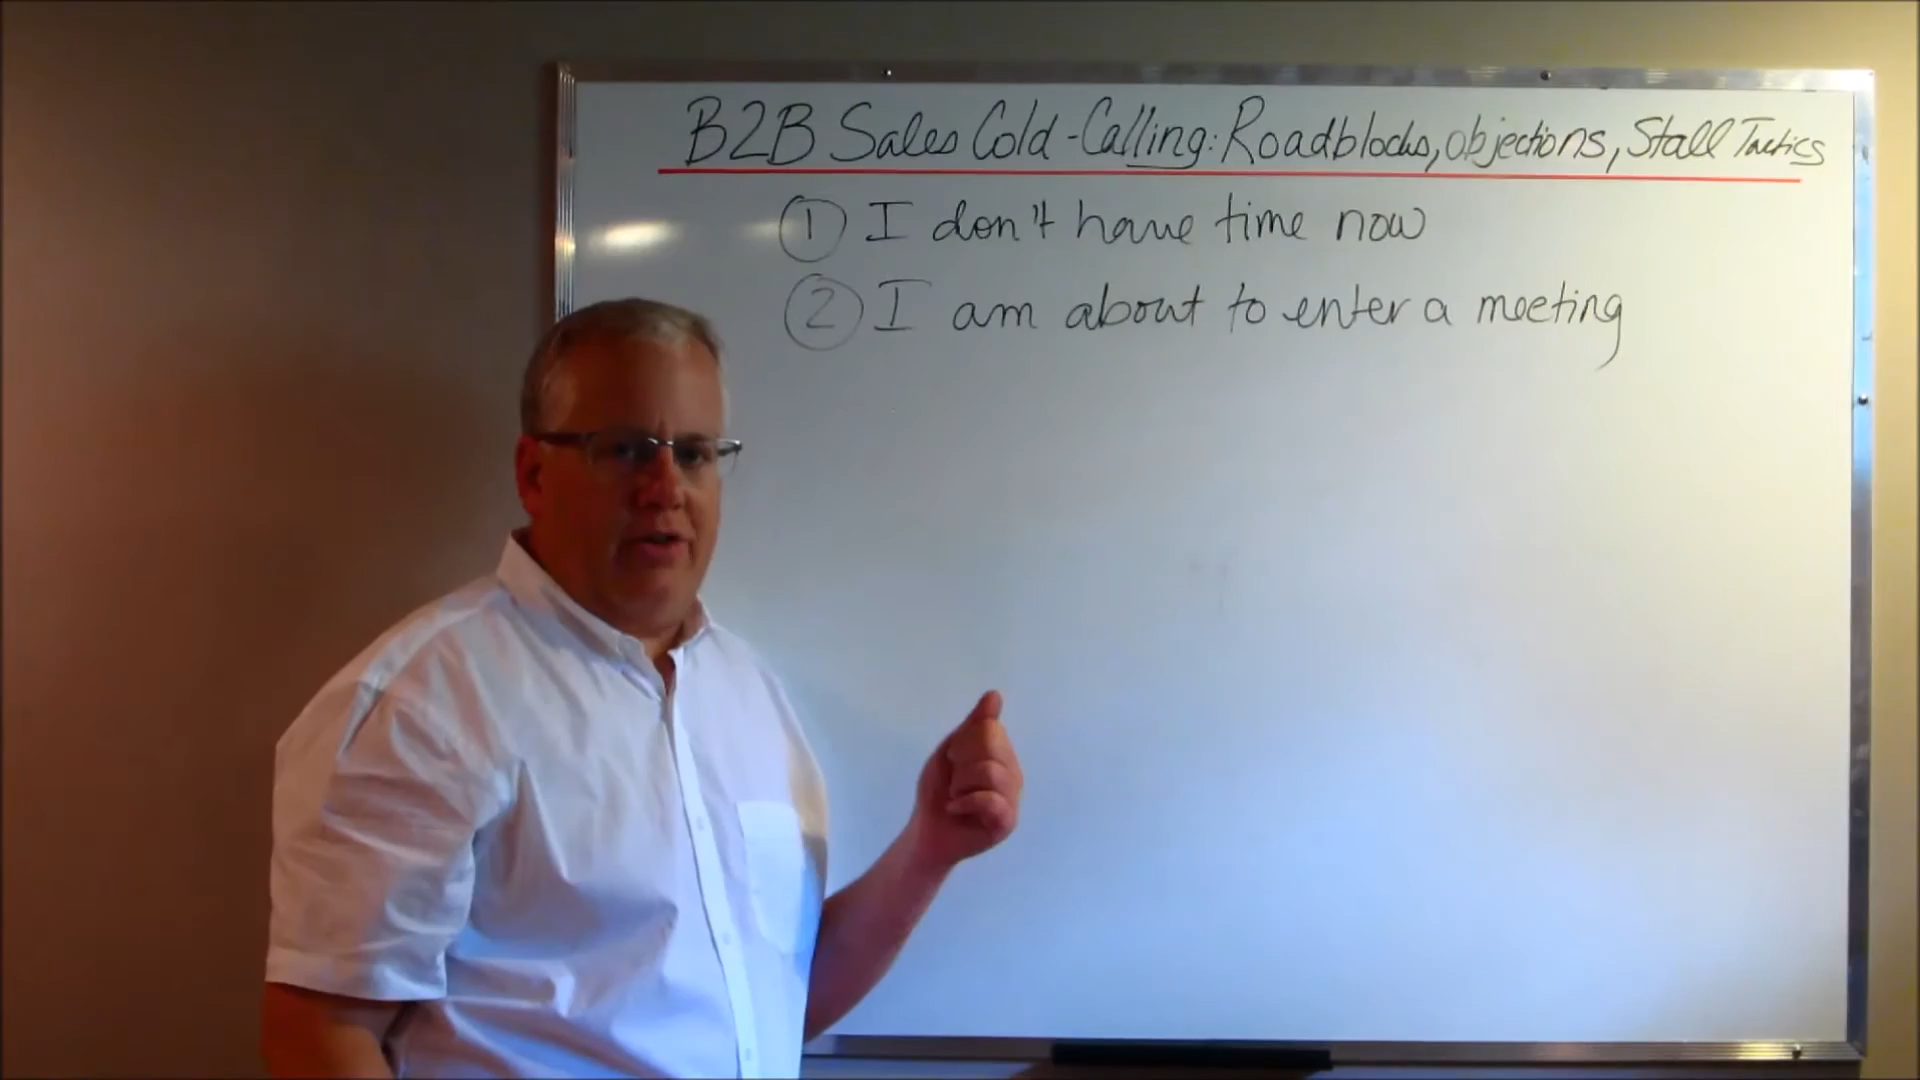 B2B Sales Cold-Calling: Roadblocks, objections, Stall Tactics
1 I don't have time now
2 I am about to enter a meeting